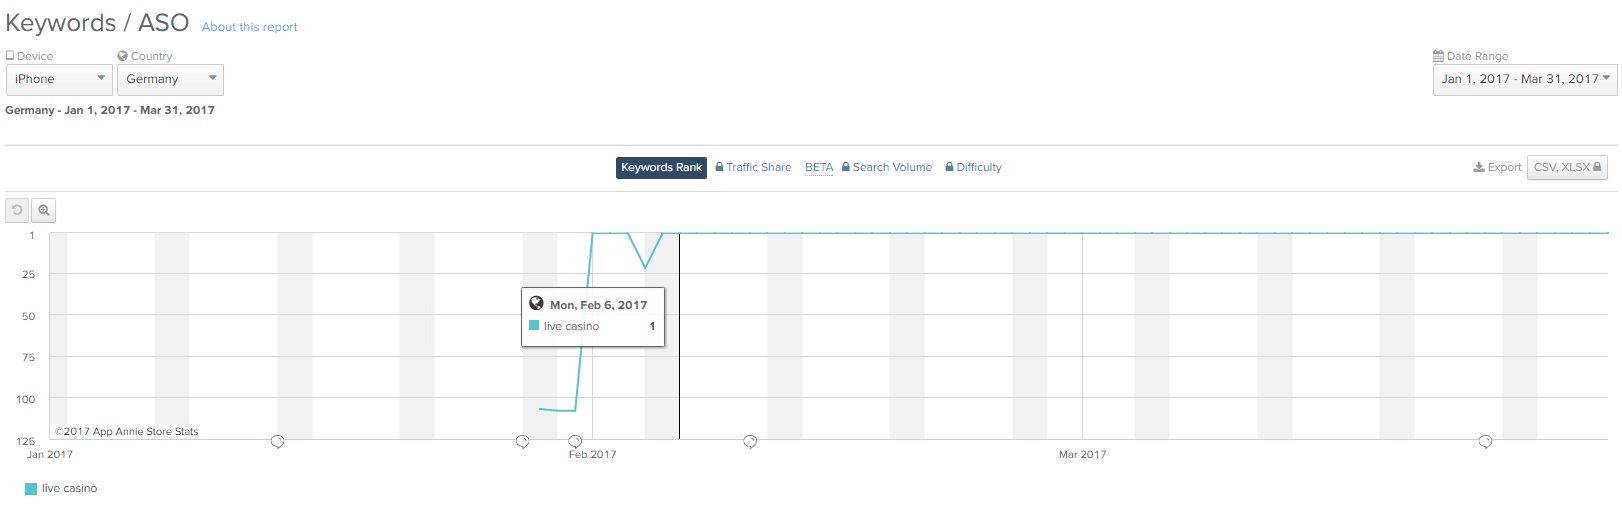 Keywords / ASO About this report
Device Country Date Range
iPhone Germany Jan 1, 2017 - Mar 31, 2017
Germany - Jan 1, 2017 - Mar 31, 2017
Keywords Rank Traffic Share BETA Search Volume Difficulty Export CSV, XLSX
1
25
50
75
100
125
Mon, Feb 6, 2017
live casino 1
©2017 App Annie Store Stats
Jan 2017 Feb 2017 Mar 2017
live casino